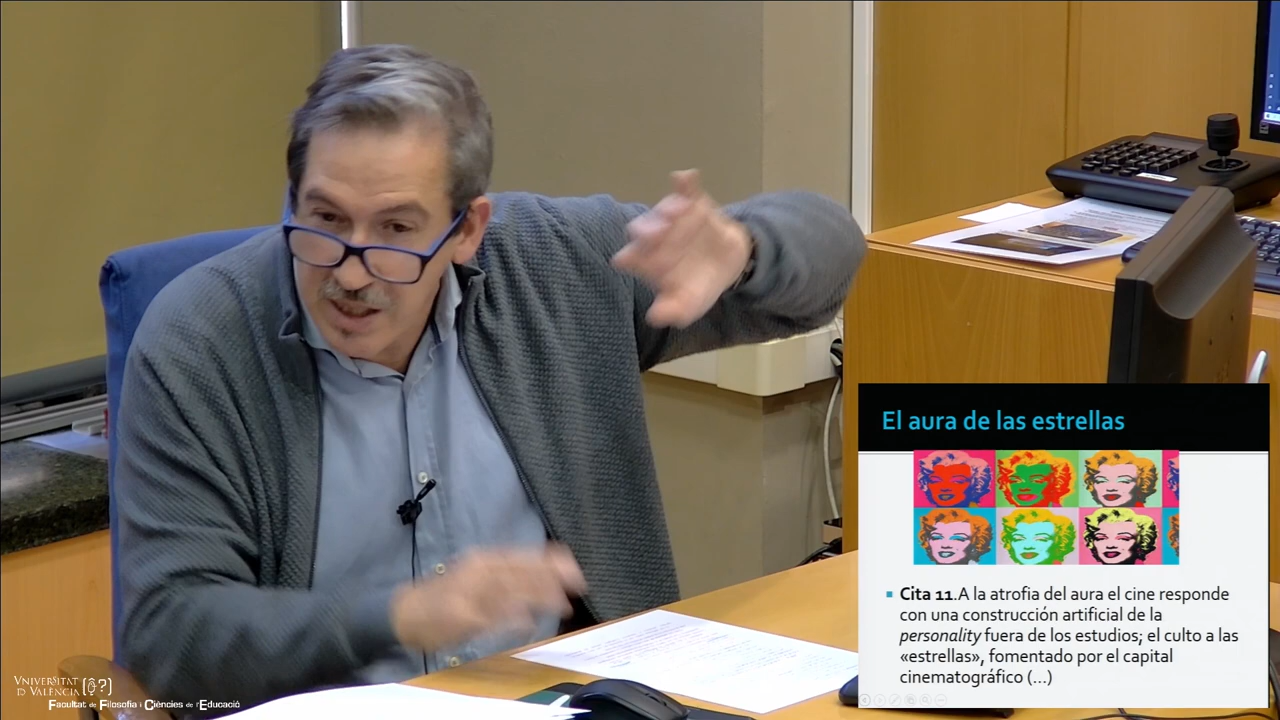 El aura de las estrellas
Cita 11.A la atrofia del aura el cine responde
con una construcción artificial de la
personality fuera de los estudios; el culto a las
«estrellas», fomentado por el capital
cinematográfico (...)
VNIVERSITAT
D VALÈNCIA
Facultat de Filosofia i Ciències de l'Educació